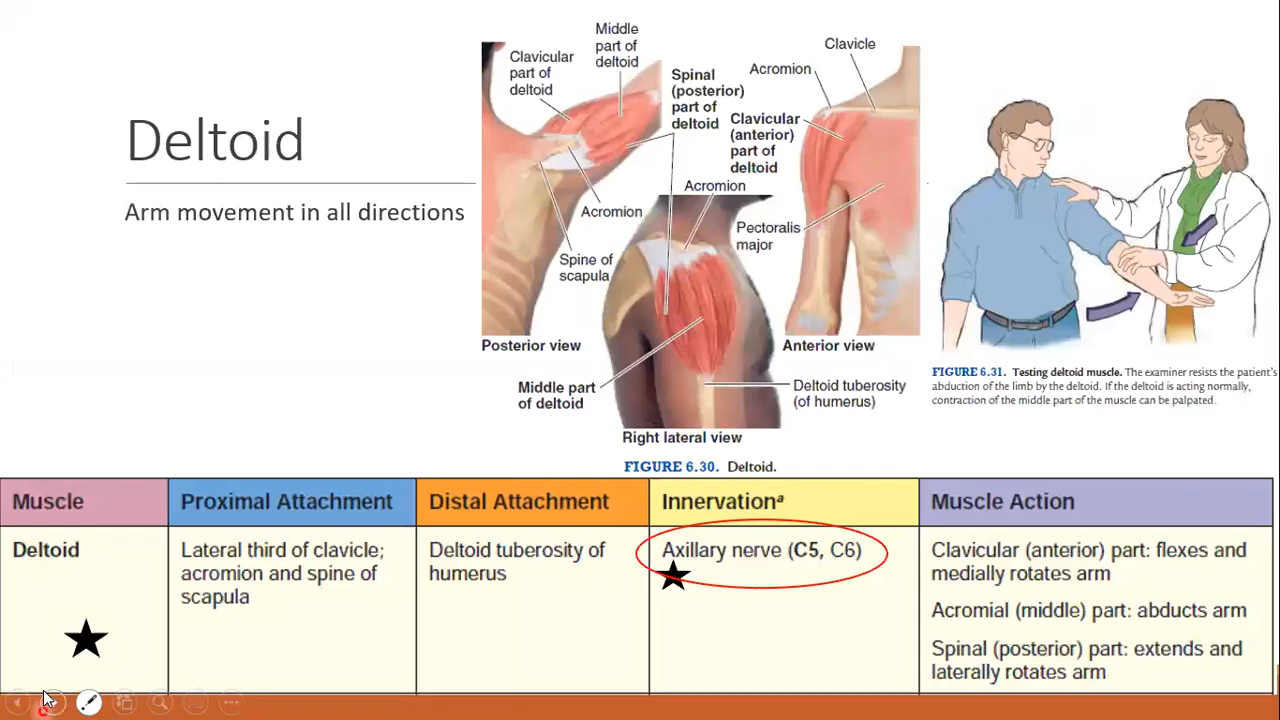 Deltoid
Arm movement in all directions
Clavicular
part of
deltoid
Middle
part of
deltoid
Spinal
(posterior)
part of
deltoid
Acromion
Spine of
scapula
Posterior view
Clavicle
Acromion
Clavicular
(anterior)
part of
deltoid
Pectoralis
major
Anterior view
Acromion
Middle part
of deltoid
Deltoid tuberosity
(of humerus)
Right lateral view
FIGURE 6.30. Deltoid.
FIGURE 6.31. Testing deltoid muscle. The examiner resists the patient's
abduction of the limb by the deltoid. If the deltoid is acting normally,
contraction of the middle part of the muscle can be palpated.
Muscle
Proximal Attachment
Distal Attachment
Innervationª
Muscle Action
Deltoid
Lateral third of clavicle;
acromion and spine of
scapula
Deltoid tuberosity of
humerus
Axillary nerve (C5, C6)
Clavicular (anterior) part: flexes and
medially rotates arm
Acromial (middle) part: abducts arm
Spinal (posterior) part: extends and
laterally rotates arm